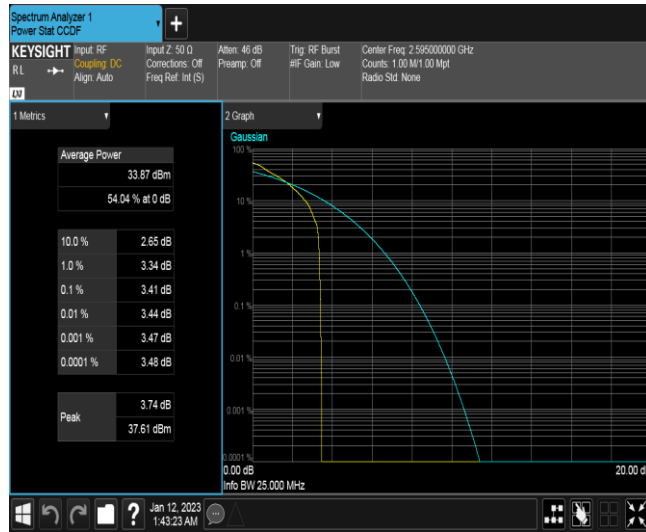 Spectrum Analyzer 1
Power Stat CCDF
+
KEYSIGHT
RL
LXI
Input: RF
Coupling: DC
Align: Auto
Input Z: 50 Ω
Corrections: Off
Freq Ref: Int (S)
Atten: 46 dB
Preamp: Off
Trig: RF Burst
#IF Gain: Low
Center Freq: 2.595000000 GHz
Counts: 1.00 M/1.00 Mpt
Radio Std: None
1 Metrics
Average Power
33.87 dBm
54.04 % at 0 dB
10.0 % 2.65 dB
1.0 % 3.34 dB
0.1 % 3.41 dB
0.01 % 3.44 dB
0.001 % 3.47 dB
0.0001 % 3.48 dB
Peak
3.74 dB
37.61 dBm
2 Graph
Gaussian
100 %
10 %
1 %
0.1 %
0.01 %
0.001 %
0.0001 %
0.00 dB
20.00 d
Info BW 25.000 MHz
?
Jan 12, 2023
1:43:23 AM